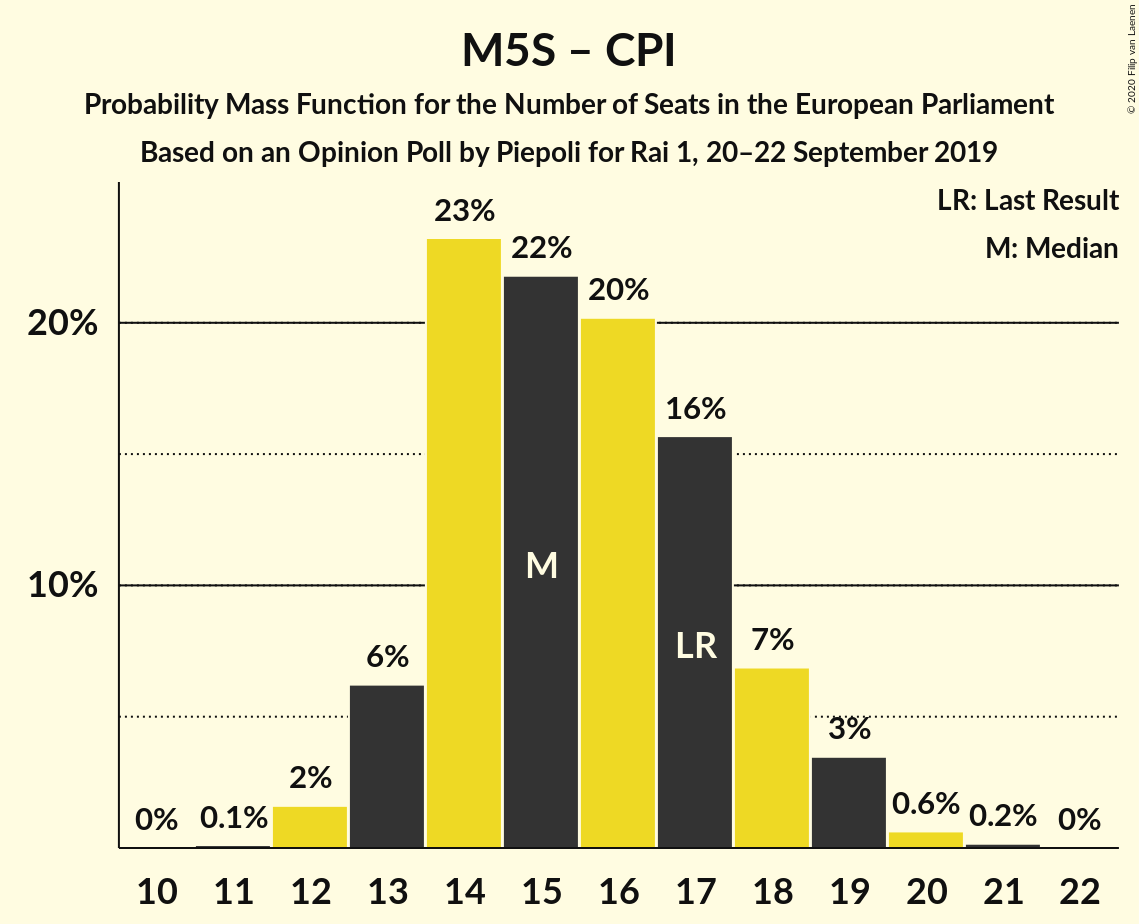 M5S – CPI
Probability Mass Function for the Number of Seats in the European Parliament
Based on an Opinion Poll by Piepoli for Rai 1, 20–22 September 2019
© 2020 Filip van Laenen
LR: Last Result
M: Median
20%
10%
0%
0.1%
2%
6%
23%
22%
20%
16%
7%
3%
0.6%
0.2%
0%
M
LR
10 11 12 13 14 15 16 17 18 19 20 21 22